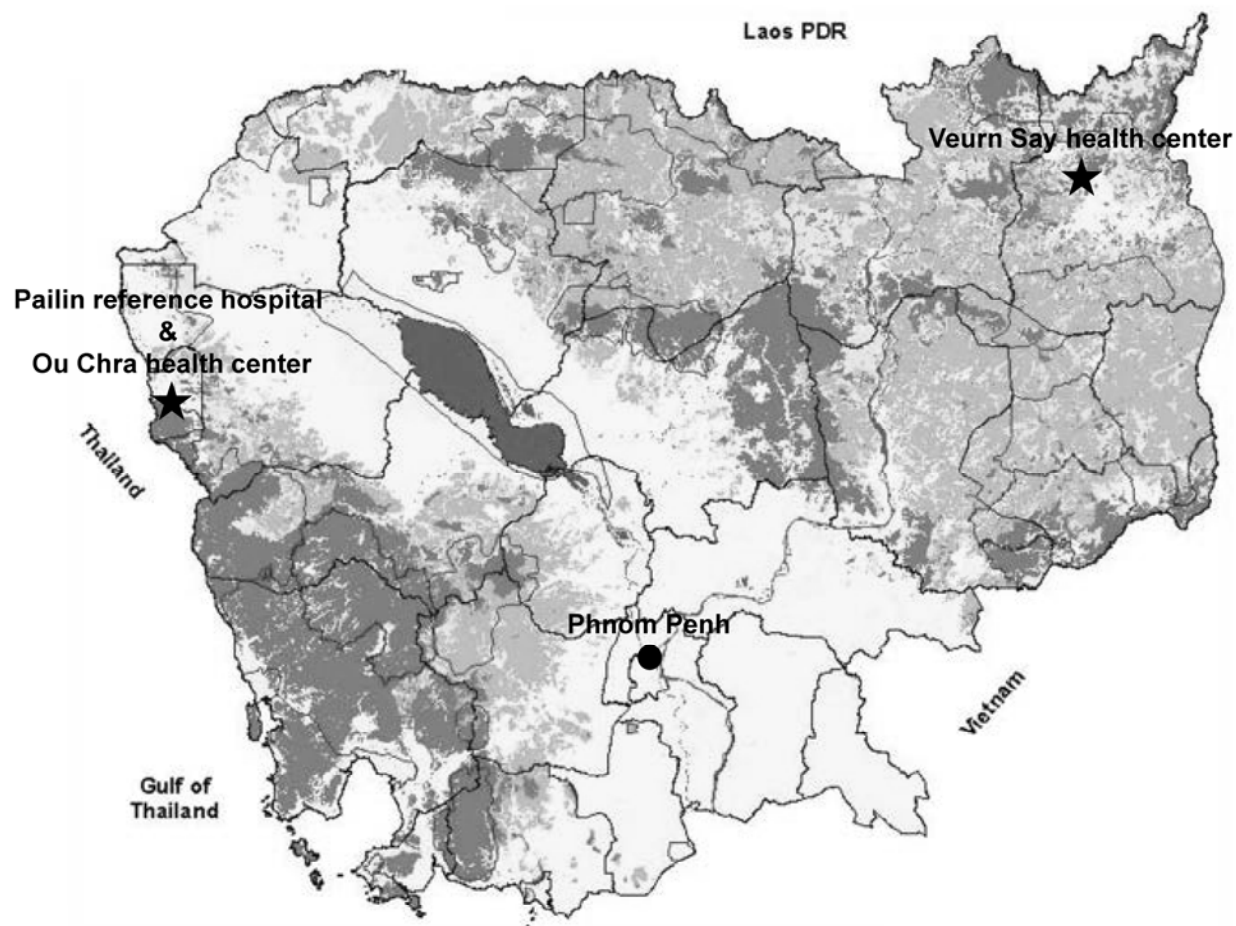 Laos PDR
Veurn Say health center
Pailin reference hospital
&
Ou Chra health center
Thailand
Phnom Penh
Vietnam
Gulf of
Thailand